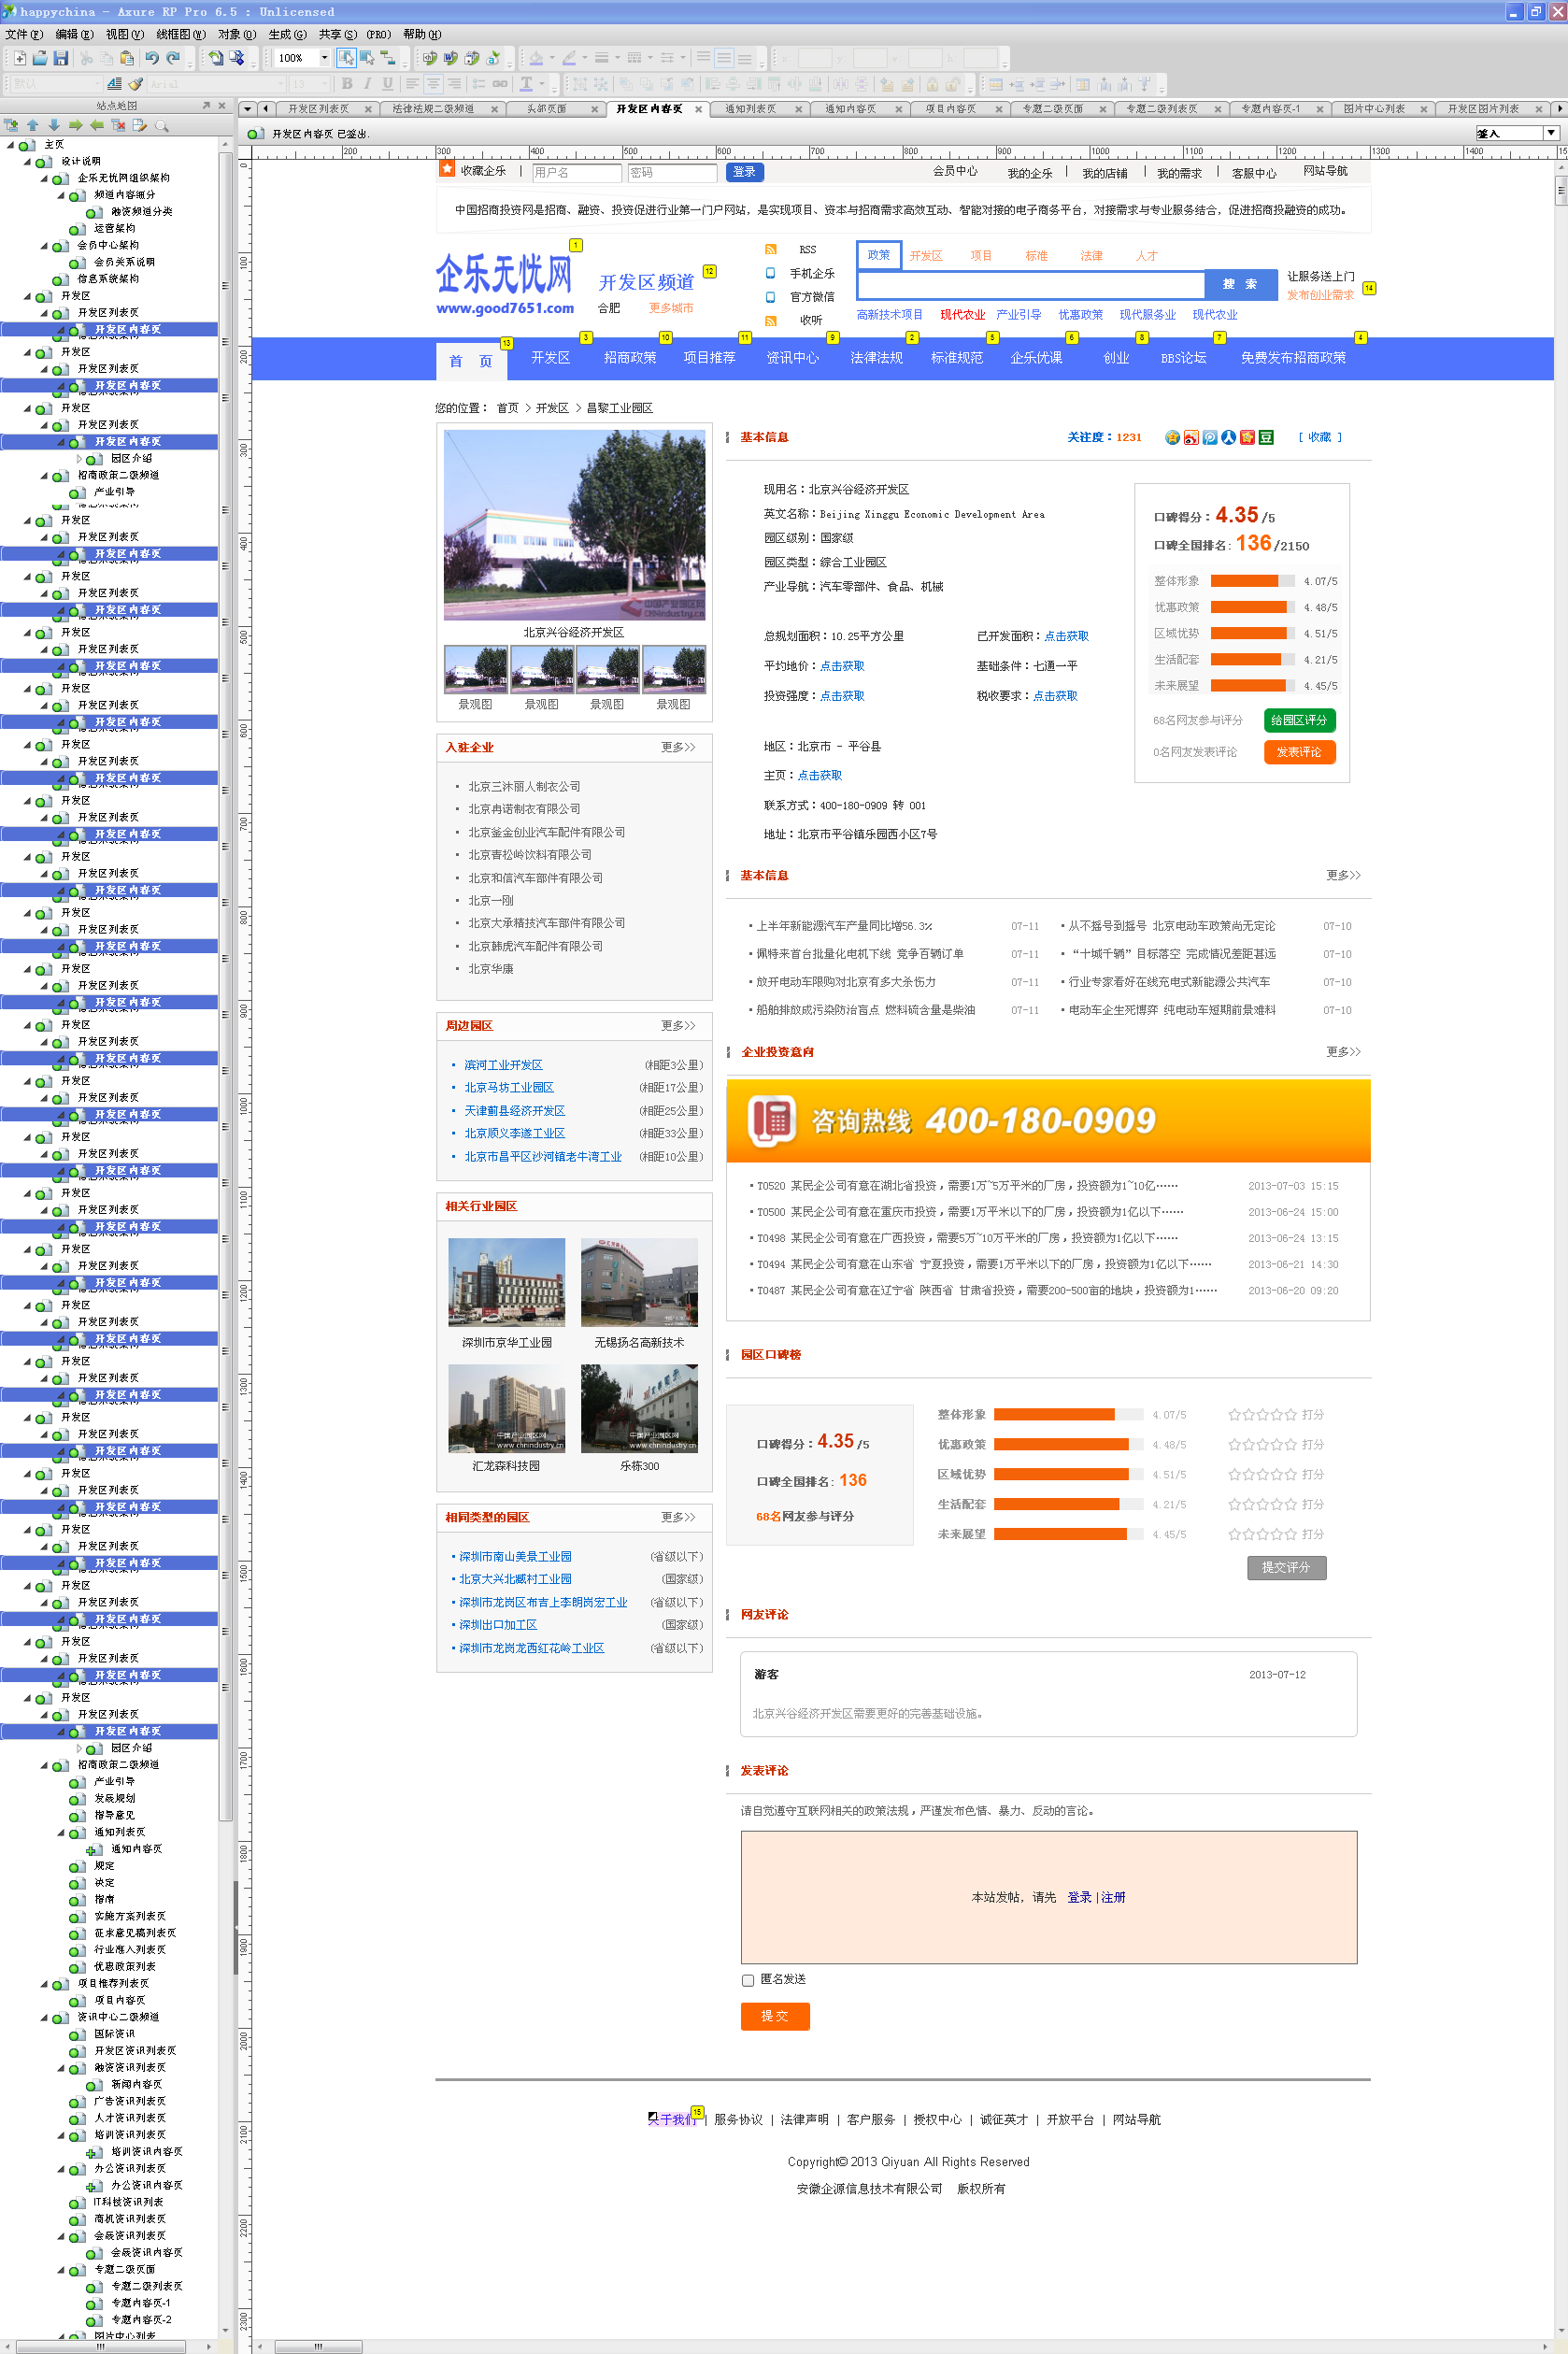 happychina - Axure RP Pro 6.5 : Unlicensed
文件(F) 编辑(E) 视图(V) 线框图(W) 对象(O) 生成(G) 共享(S) (PRO) 帮助(H)
100%
默认 Arial 13
站点地图
开发区列表页 法律法规二级频道 头部页面 开发区内容页 通知列表页 通知内容页 项目内容页 专题二级页面 专题二级列表页 专题内容页-1 图片中心列表 开发区图片列表
开发区内容页 已签出.
签入
主页
设计说明
企乐无忧网组织架构
频道内容细分
融资频道分类
运营架构
会员中心架构
会员关系说明
信息系统架构
开发区
开发区列表页
开发区内容页
园区介绍
招商政策二级频道
产业引导
发展规划
指导意见
通知列表页
通知内容页
规定
决定
指南
实施方案列表页
征求意见稿列表页
行业准入列表页
优惠政策列表
项目推荐列表页
项目内容页
资讯中心二级频道
国际资讯
开发区资讯列表页
融资资讯列表页
新闻内容页
广告资讯列表页
人才资讯列表页
培训资讯列表页
培训资讯内容页
办公资讯列表页
办公资讯内容页
IT科技资讯列表
商机资讯列表页
会展资讯列表页
会展资讯内容页
专题二级页面
专题二级列表页
专题内容页-1
专题内容页-2
图片中心列表
收藏企乐 | 用户名 密码 登录 会员中心 我的企乐 | 我的店铺 | 我的需求 | 客服中心 网站导航
中国招商投资网是招商、融资、投资促进行业第一门户网站，是实现项目、资本与招商需求高效互动、智能对接的电子商务平台，对接需求与专业服务结合，促进招商投融资的成功。
企乐无忧网
www.good7651.com
开发区频道
合肥 更多城市
RSS
手机企乐
官方微信
收听
政策 开发区 项目 标准 法律 人才
搜 索
让服务送上门
发布创业需求
高新技术项目 现代农业 产业引导 优惠政策 现代服务业 现代农业
首 页 开发区 招商政策 项目推荐 资讯中心 法律法规 标准规范 企乐优课 创业 BBS论坛 免费发布招商政策
您的位置： 首页 > 开发区 > 昌黎工业园区
北京兴谷经济开发区
景观图 景观图 景观图 景观图
入驻企业 更多>>
北京三沐丽人制衣公司
北京冉诺制衣有限公司
北京釜金创业汽车配件有限公司
北京青松岭饮料有限公司
北京和信汽车部件有限公司
北京一刚
北京大承精技汽车部件有限公司
北京韩虎汽车配件有限公司
北京华康
周边园区 更多>>
滨河工业开发区 (相距3公里)
北京马坊工业园区 (相距17公里)
天津蓟县经济开发区 (相距25公里)
北京顺义李遂工业区 (相距33公里)
北京市昌平区沙河镇老牛湾工业 (相距10公里)
相关行业园区
深圳市京华工业园 无锡扬名高新技术
汇龙森科技园 乐栋300
相同类型的园区 更多>>
深圳市南山美景工业园 (省级以下)
北京大兴北臧村工业园 (国家级)
深圳市龙岗区布吉上李朗岗宏工业 (省级以下)
深圳出口加工区 (国家级)
深圳市龙岗龙西红花岭工业区 (省级以下)
基本信息 关注度：1231 [ 收藏 ]
现用名：北京兴谷经济开发区
英文名称：Beijing Xinggu Economic Development Area
园区级别：国家级
园区类型：综合工业园区
产业导航：汽车零部件、食品、机械
总规划面积：10.25平方公里 已开发面积：点击获取
平均地价：点击获取 基础条件：七通一平
投资强度：点击获取 税收要求：点击获取
地区：北京市 - 平谷县
主页：点击获取
联系方式：400-180-0909 转 001
地址：北京市平谷镇乐园西小区7号
口碑得分：4.35/5
口碑全国排名：136/2150
整体形象 4.07/5
优惠政策 4.48/5
区域优势 4.51/5
生活配套 4.21/5
未来展望 4.45/5
68名网友参与评分 给园区评分
0名网友发表评论 发表评论
基本信息 更多>>
上半年新能源汽车产量同比增56.3% 07-11 从不摇号到摇号 北京电动车政策尚无定论 07-10
佩特来首台批量化电机下线 竞争百辆订单 07-11 “十城千辆”目标落空 完成情况差距甚远 07-10
放开电动车限购对北京有多大杀伤力 07-11 行业专家看好在线充电式新能源公共汽车 07-10
船舶排放成污染防治盲点 燃料硫含量是柴油 07-11 电动车企生死博弈 纯电动车短期前景难料 07-10
企业投资意向 更多>>
咨询热线 400-180-0909
T0520 某民企公司有意在湖北省投资，需要1万~5万平米的厂房，投资额为1~10亿…… 2013-07-03 15:15
T0500 某民企公司有意在重庆市投资，需要1万平米以下的厂房，投资额为1亿以下…… 2013-06-24 15:00
T0498 某民企公司有意在广西投资，需要5万~10万平米的厂房，投资额为1亿以下…… 2013-06-24 13:15
T0494 某民企公司有意在山东省 宁夏投资，需要1万平米以下的厂房，投资额为1亿以下…… 2013-06-21 14:30
T0487 某民企公司有意在辽宁省 陕西省 甘肃省投资，需要200-500亩的地块，投资额为1…… 2013-06-20 09:20
园区口碑榜
口碑得分：4.35 /5
口碑全国排名：136
68名网友参与评分
整体形象 4.07/5 打分
优惠政策 4.48/5 打分
区域优势 4.51/5 打分
生活配套 4.21/5 打分
未来展望 4.45/5 打分
提交评分
网友评论
游客 2013-07-12
北京兴谷经济开发区需要更好的完善基础设施。
发表评论
请自觉遵守互联网相关的政策法规，严谨发布色情、暴力、反动的言论。
本站发帖，请先 登录|注册
匿名发送
提交
关于我们 | 服务协议 | 法律声明 | 客户服务 | 授权中心 | 诚征英才 | 开放平台 | 网站导航
Copyright© 2013 Qiyuan All Rights Reserved
安徽企源信息技术有限公司 版权所有